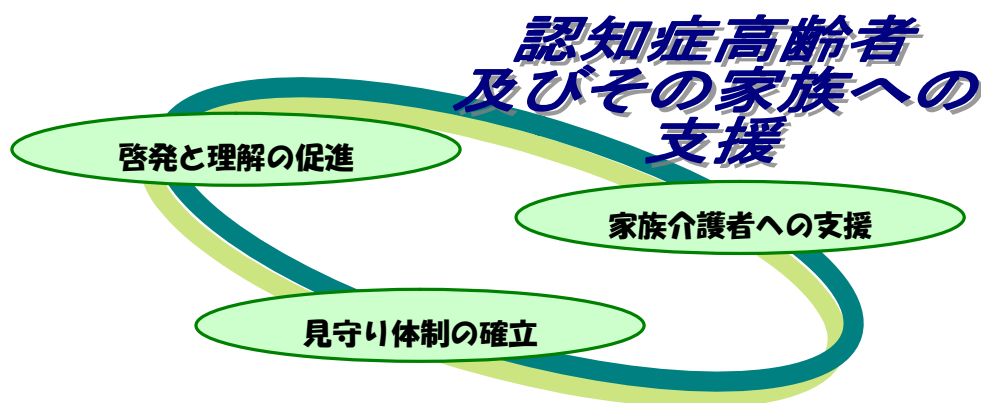 認知症高齢者
及びその家族への
支援
啓発と理解の促進
家族介護者への支援
見守り体制の確立